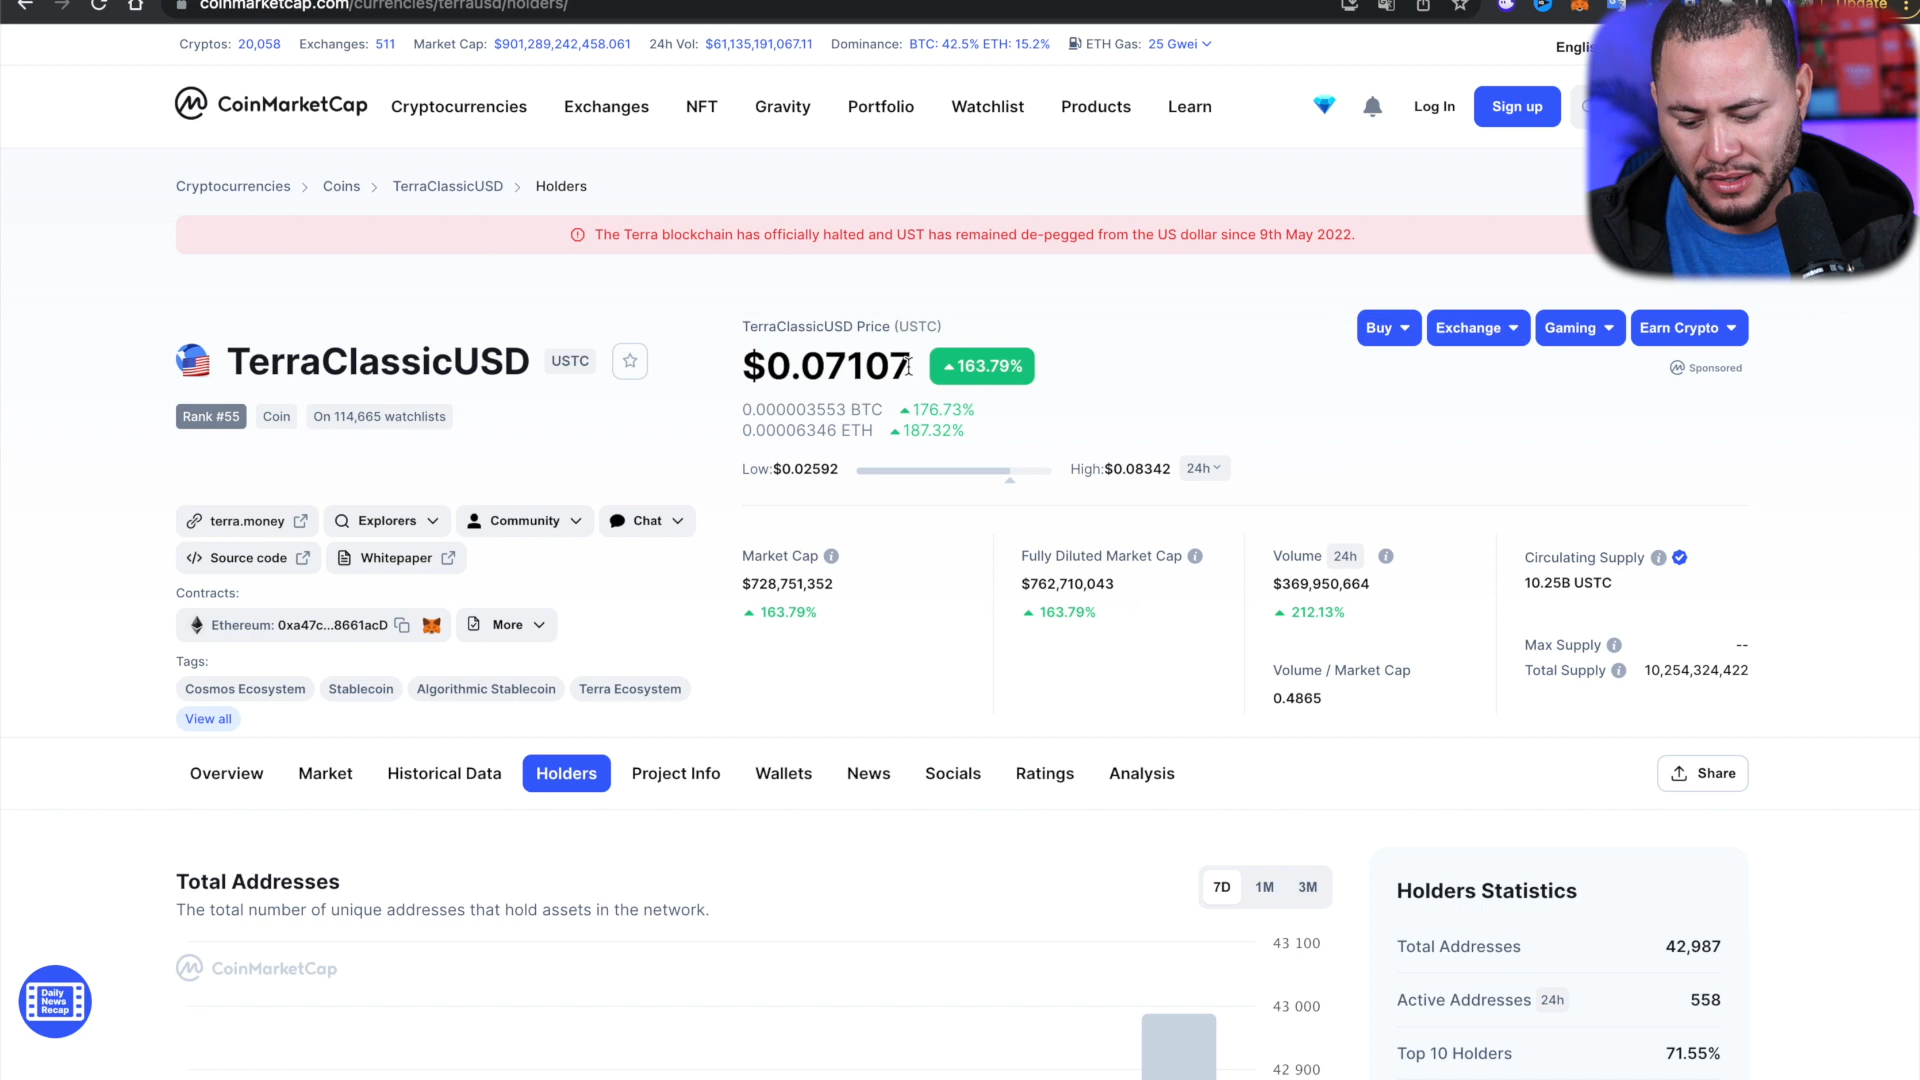 coinmarketcap.com/currencies/terrausd/holders/
Update
Cryptos: 20,058 Exchanges: 511 Market Cap: $901,289,242,458.061 24h Vol: $61,135,191,067.11 Dominance: BTC: 42.5% ETH: 15.2% ETH Gas: 25 Gwei
CoinMarketCap Cryptocurrencies Exchanges NFT Gravity Portfolio Watchlist Products Learn Log In Sign up
Cryptocurrencies > Coins > TerraClassicUSD > Holders
The Terra blockchain has officially halted and UST has remained de-pegged from the US dollar since 9th May 2022.
TerraClassicUSD Price (USTC)
Buy Exchange Gaming Earn Crypto
TerraClassicUSD USTC
$0.07107 163.79%
Sponsored
Rank #55 Coin On 114,665 watchlists
0.000003553 BTC 176.73%
0.00006346 ETH 187.32%
Low:$0.02592 High:$0.08342 24h
terra.money Explorers Community Chat
Source code Whitepaper
Contracts:
Ethereum: 0xa47c...8661acD More
Tags:
Cosmos Ecosystem Stablecoin Algorithmic Stablecoin Terra Ecosystem
View all
Market Cap
$728,751,352
163.79%
Fully Diluted Market Cap
$762,710,043
163.79%
Volume 24h
$369,950,664
212.13%
Volume / Market Cap
0.4865
Circulating Supply
10.25B USTC
Max Supply --
Total Supply 10,254,324,422
Overview Market Historical Data Holders Project Info Wallets News Socials Ratings Analysis Share
Total Addresses
The total number of unique addresses that hold assets in the network.
7D 1M 3M
43 100
CoinMarketCap
43 000
42 900
Holders Statistics
Total Addresses 42,987
Active Addresses 24h 558
Top 10 Holders 71.55%
Daily
News
Recap